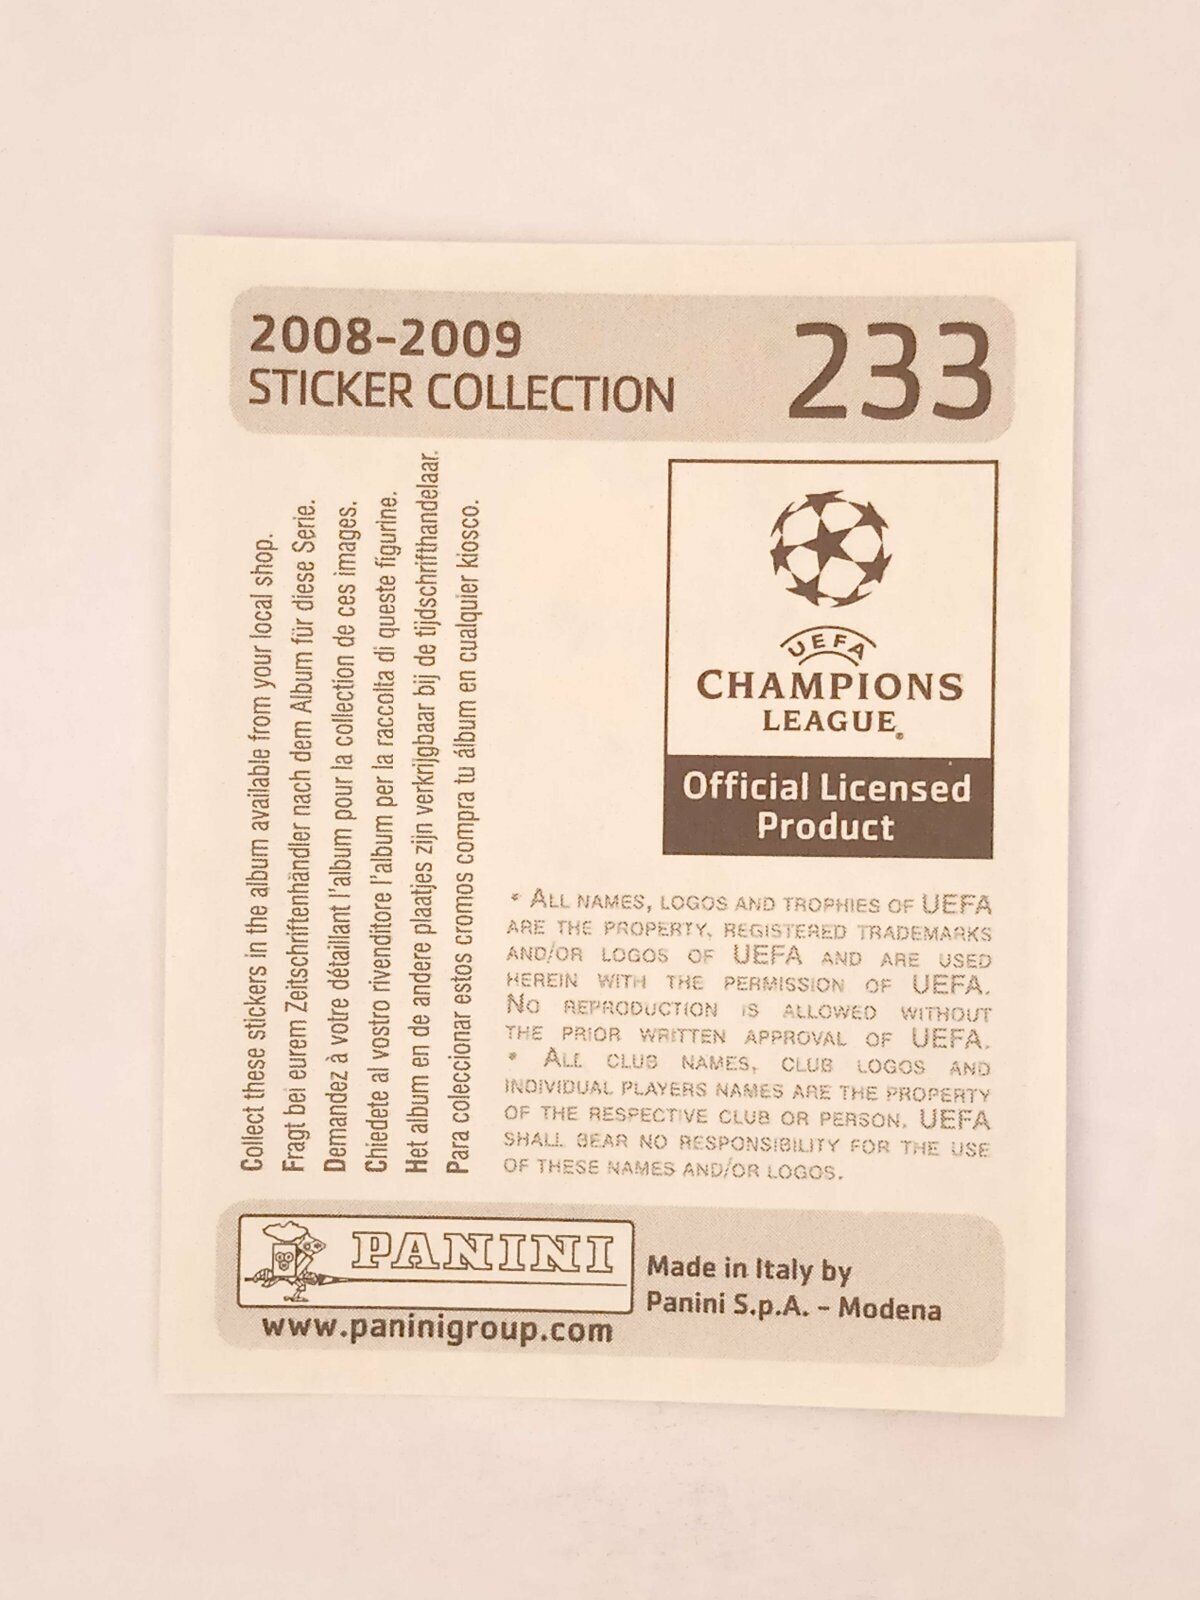 2008-2009
STICKER COLLECTION
233
Collect these stickers in the album available from your local shop.
Fragt bei eurem Zeitschriftenhändler nach dem Album für diese Serie.
Demandez à votre détaillant l'album pour la collection de ces images.
Chiedete al vostro rivenditore l'album per la raccolta di queste figurine.
Het album en de andere plaatjes zijn verkrijgbaar bij de tijdschrifthandelaar.
Para coleccionar estos cromos compra tu álbum en cualquier kiosco.
UEFA
CHAMPIONS
LEAGUE®
Official Licensed
Product
* ALL NAMES, LOGOS AND TROPHIES OF UEFA
ARE THE PROPERTY, REGISTERED TRADEMARKS
AND/OR LOGOS OF UEFA AND ARE USED
HEREIN WITH THE PERMISSION OF UEFA.
NO REPRODUCTION IS ALLOWED WITHOUT
THE PRIOR WRITTEN APPROVAL OF UEFA.
* ALL CLUB NAMES, CLUB LOGOS AND
INDIVIDUAL PLAYERS NAMES ARE THE PROPERTY
OF THE RESPECTIVE CLUB OR PERSON. UEFA
SHALL BEAR NO RESPONSIBILITY FOR THE USE
OF THESE NAMES AND/OR LOGOS.
PANINI
www.paninigroup.com
Made in Italy by
Panini S.p.A. - Modena